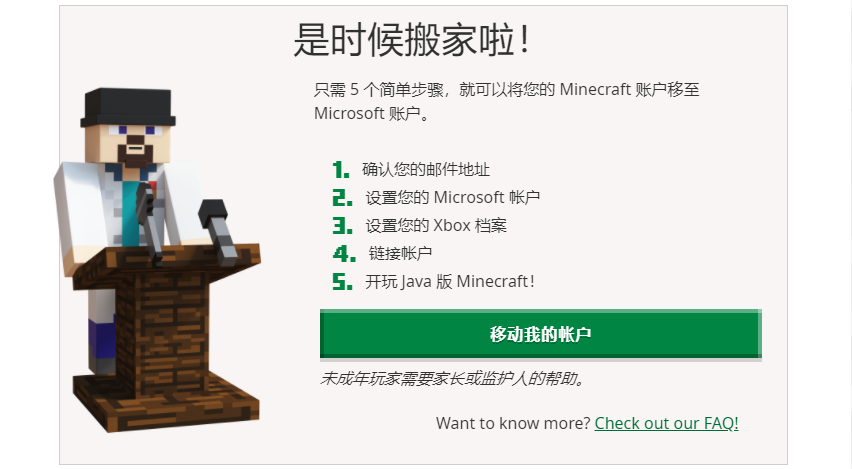 是时候搬家啦！
只需 5 个简单步骤，就可以将您的 Minecraft 账户移至
Microsoft 账户。
1. 确认您的邮件地址
2. 设置您的 Microsoft 帐户
3. 设置您的 Xbox 档案
4. 链接帐户
5. 开玩 Java 版 Minecraft！
移动我的帐户
未成年玩家需要家长或监护人的帮助。
Want to know more? Check out our FAQ!